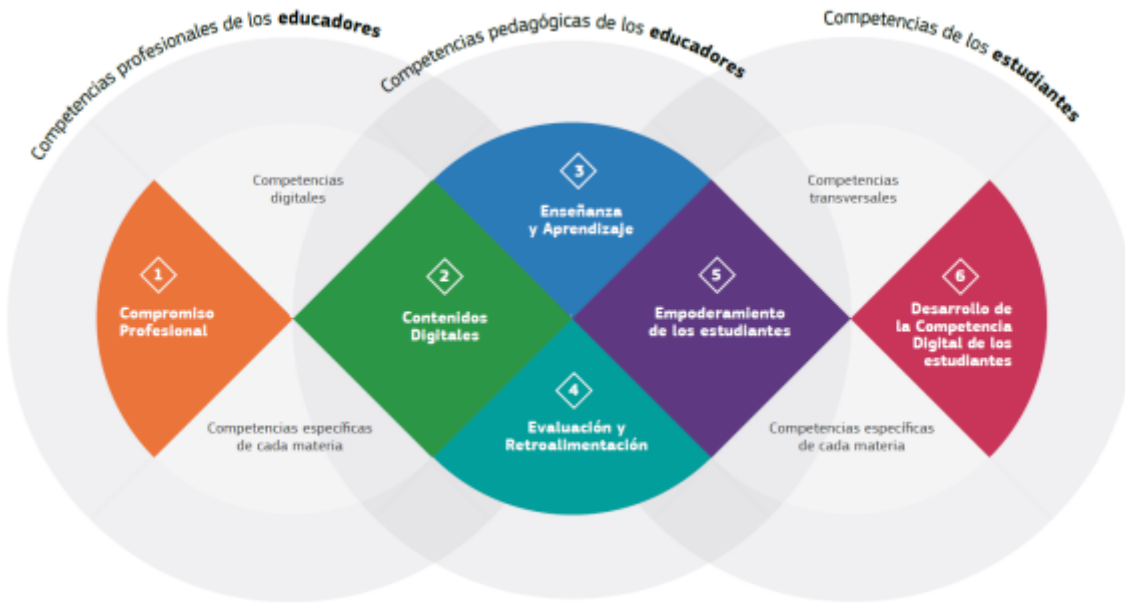 Competencias profesionales de los educadores
Competencias pedagógicas de los educadores
Competencias de los estudiantes
Competencias
digitales
Competencias
transversales
3
Enseñanza
y Aprendizaje
1
Compromiso
Profesional
2
Contenidos
Digitales
5
Empoderamiento
de los estudiantes
6
Desarrollo de
la Competencia
Digital de los
estudiantes
4
Evaluación y
Retroalimentación
Competencias específicas
de cada materia
Competencias específicas
de cada materia